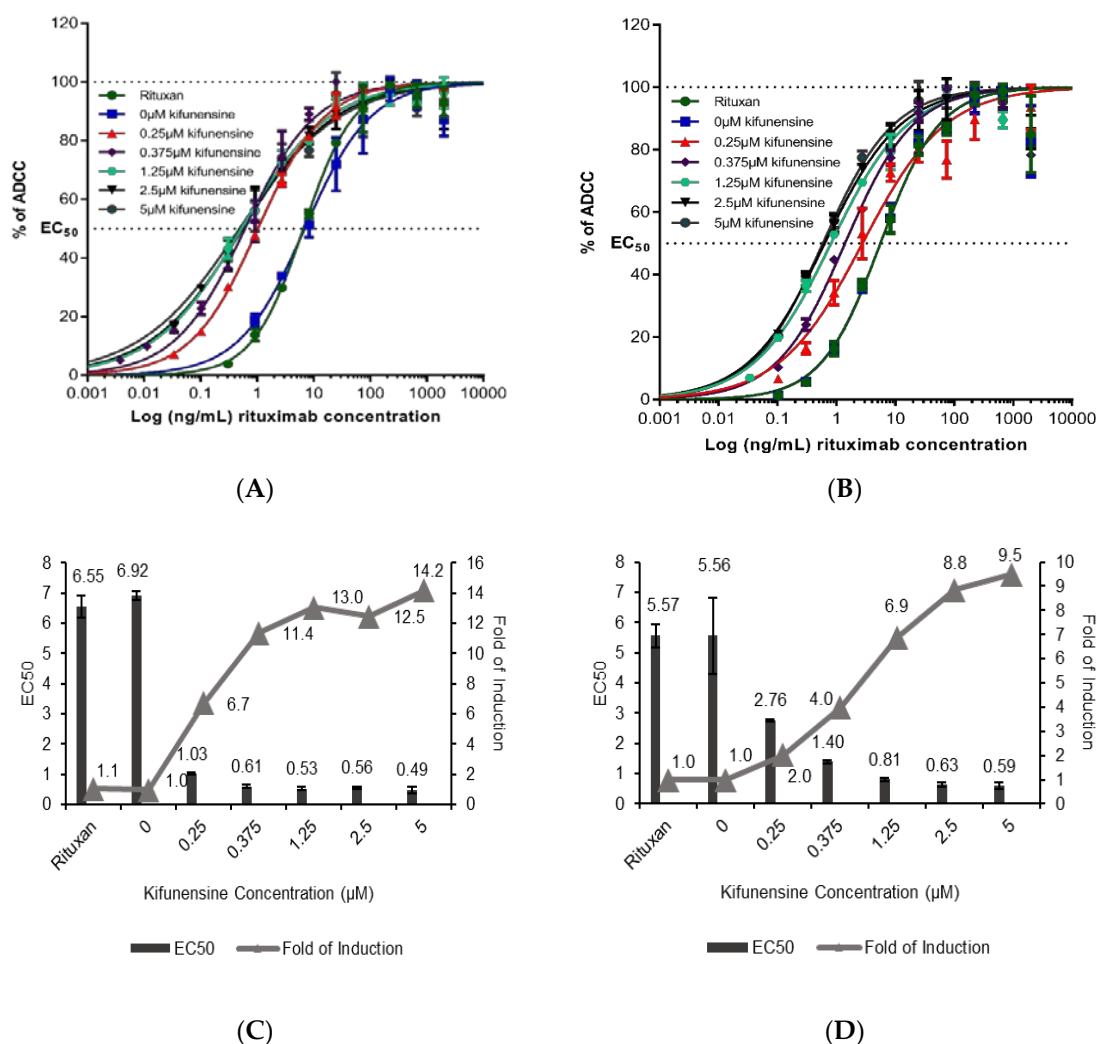 120
100
80
60
40
20
0
% of ADCC
EC50
Rituxan
0µM kifunensine
0.25µM kifunensine
0.375µM kifunensine
1.25µM kifunensine
2.5µM kifunensine
5µM kifunensine
0.001 0.01 0.1 1 10 100 1000 10000
Log (ng/mL) rituximab concentration
(A)
120
100
80
60
40
20
0
% of ADCC
EC50
Rituxan
0µM kifunensine
0.25µM kifunensine
0.375µM kifunensine
1.25µM kifunensine
2.5µM kifunensine
5µM kifunensine
0.001 0.01 0.1 1 10 100 1000 10000
Log (ng/mL) rituximab concentration
(B)
8
7
6
5
4
3
2
1
0
EC50
6.55 6.92 1.03 0.61 0.53 0.56 0.49
1.1 1.0 6.7 11.4 13.0 12.5 14.2
16
14
12
10
8
6
4
2
0
Fold of Induction
Rituxan 0 0.25 0.375 1.25 2.5 5
Kifunensine Concentration (µM)
EC50 Fold of Induction
(C)
8
7
6
5
4
3
2
1
0
EC50
5.57 5.56 2.76 1.40 0.81 0.63 0.59
1.0 1.0 2.0 4.0 6.9 8.8 9.5
10
9
8
7
6
5
4
3
2
1
0
Fold of Induction
Rituxan 0 0.25 0.375 1.25 2.5 5
Kifunensine Concentration (µM)
EC50 Fold of Induction
(D)